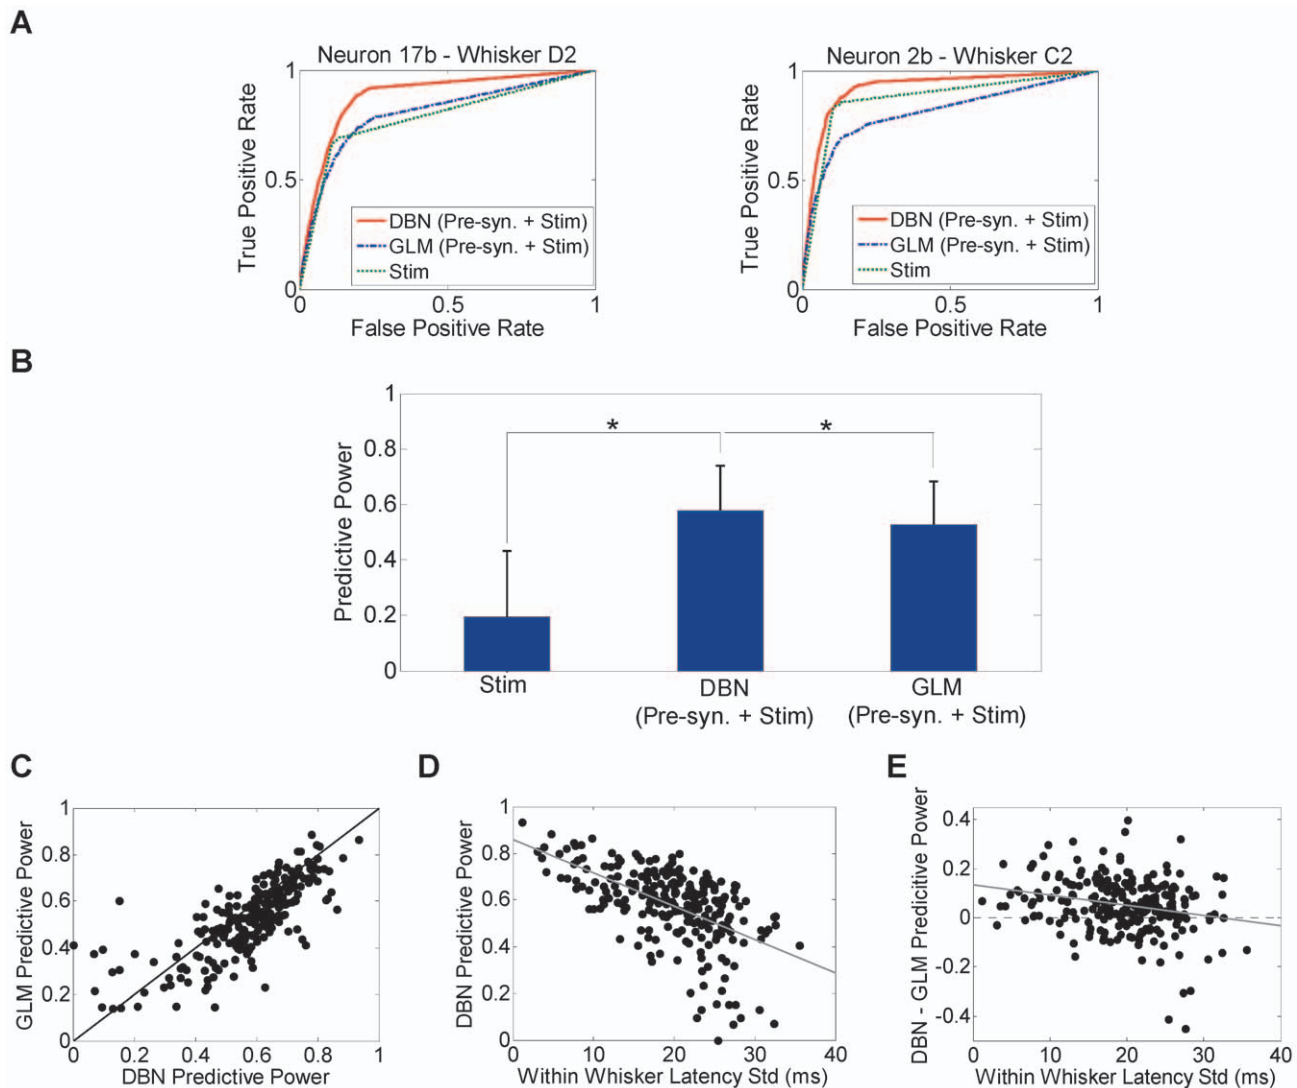 A
Neuron 17b - Whisker D2
True Positive Rate
1
0.5
0
DBN (Pre-syn. + Stim)
GLM (Pre-syn. + Stim)
Stim
0
0.5
1
False Positive Rate
Neuron 2b - Whisker C2
True Positive Rate
1
0.5
0
DBN (Pre-syn. + Stim)
GLM (Pre-syn. + Stim)
Stim
0
0.5
1
False Positive Rate
B
Predictive Power
1
0.8
0.6
0.4
0.2
0
*
*
Stim
DBN
(Pre-syn. + Stim)
GLM
(Pre-syn. + Stim)
C
GLM Predictive Power
1
0.8
0.6
0.4
0.2
0
0
0.2
0.4
0.6
0.8
1
DBN Predictive Power
D
DBN Predictive Power
1
0.8
0.6
0.4
0.2
0
0
10
20
30
40
Within Whisker Latency Std (ms)
E
DBN - GLM Predicitive Power
0.4
0.2
0
-0.2
-0.4
0
10
20
30
40
Within Whisker Latency Std (ms)